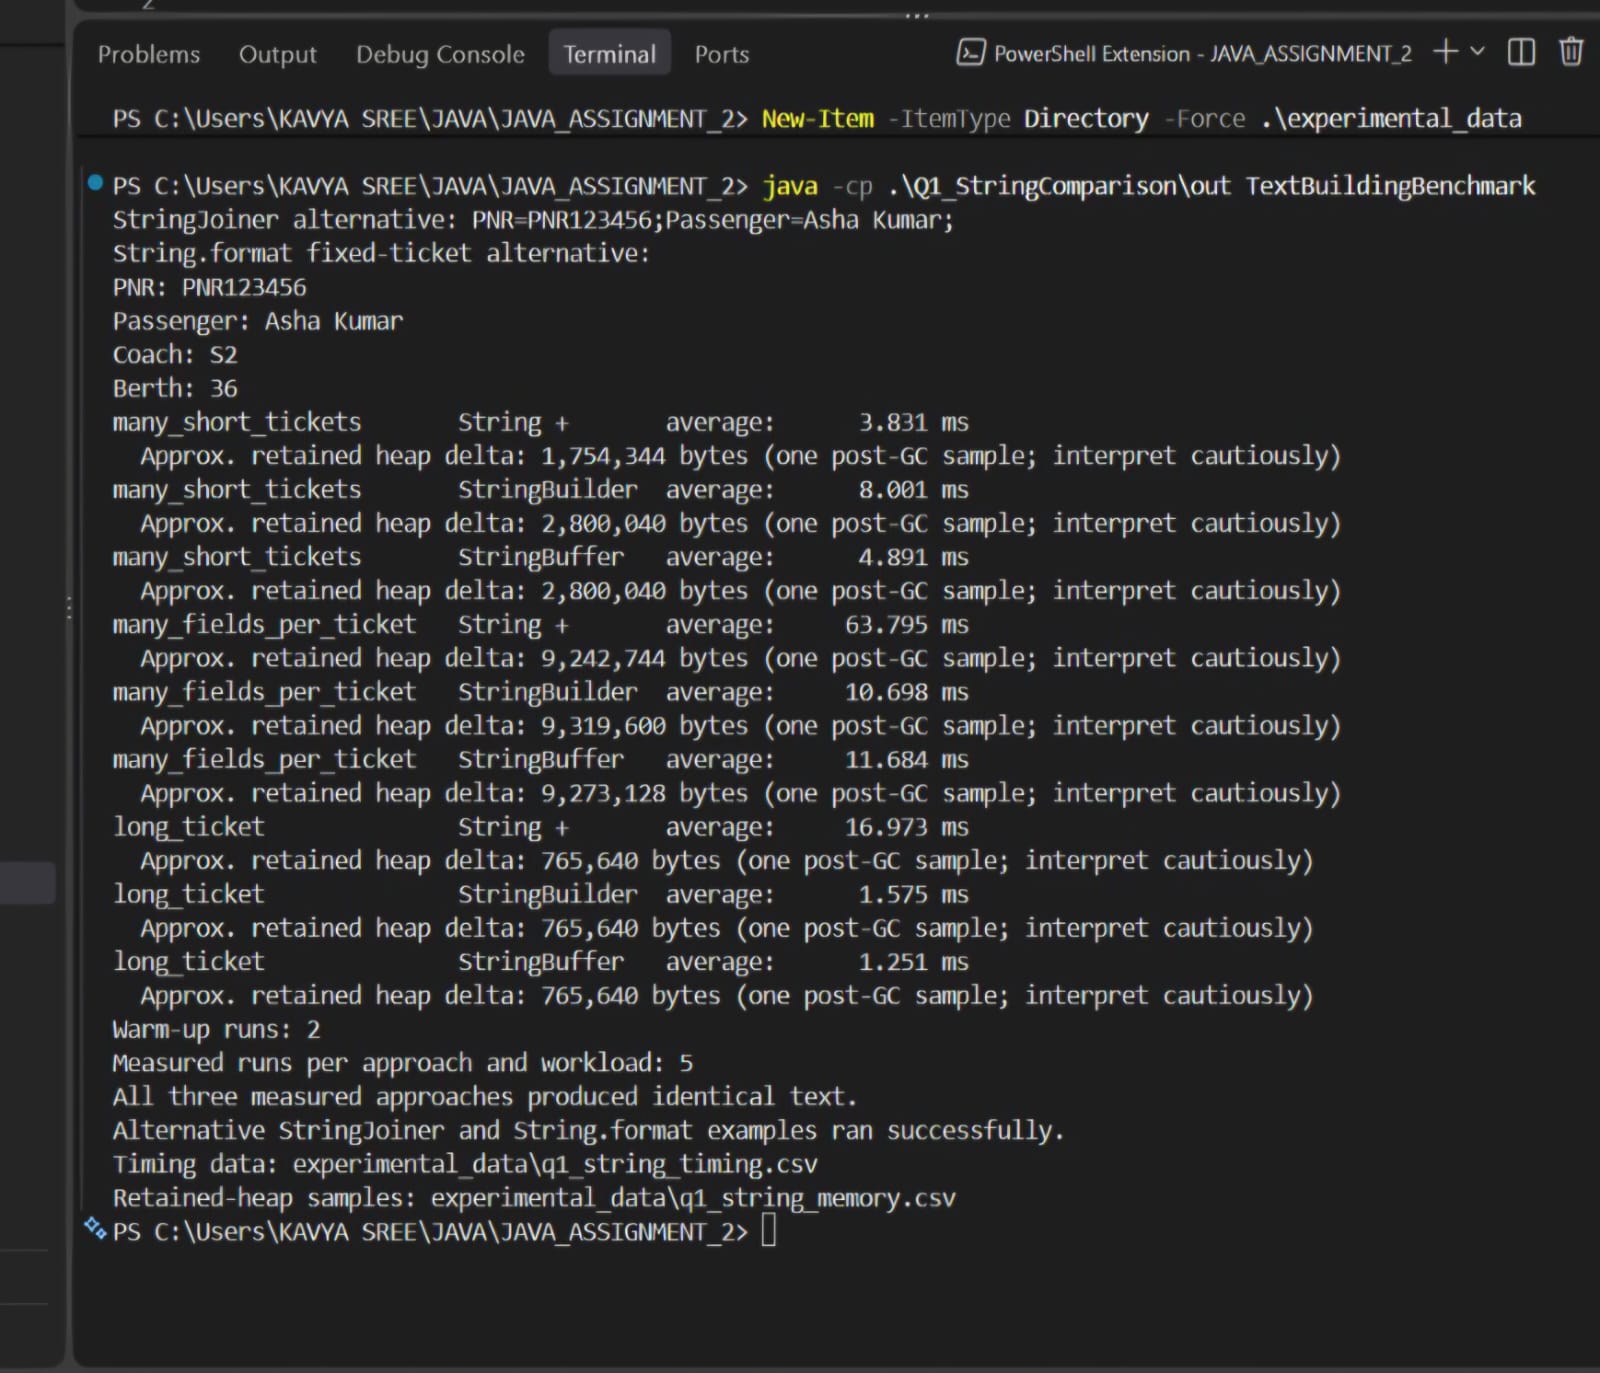 Problems Output Debug Console Terminal Ports PowerShell Extension - JAVA_ASSIGNMENT_2
PS C:\Users\KAVYA SREE\JAVA\JAVA_ASSIGNMENT_2> New-Item -ItemType Directory -Force .\experimental_data
PS C:\Users\KAVYA SREE\JAVA\JAVA_ASSIGNMENT_2> java -cp .\Q1_StringComparison\out TextBuildingBenchmark
StringJoiner alternative: PNR=PNR123456;Passenger=Asha Kumar;
String.format fixed-ticket alternative:
PNR: PNR123456
Passenger: Asha Kumar
Coach: S2
Berth: 36
many_short_tickets String + average: 3.831 ms
Approx. retained heap delta: 1,754,344 bytes (one post-GC sample; interpret cautiously)
many_short_tickets StringBuilder average: 8.001 ms
Approx. retained heap delta: 2,800,040 bytes (one post-GC sample; interpret cautiously)
many_short_tickets StringBuffer average: 4.891 ms
Approx. retained heap delta: 2,800,040 bytes (one post-GC sample; interpret cautiously)
many_fields_per_ticket String + average: 63.795 ms
Approx. retained heap delta: 9,242,744 bytes (one post-GC sample; interpret cautiously)
many_fields_per_ticket StringBuilder average: 10.698 ms
Approx. retained heap delta: 9,319,600 bytes (one post-GC sample; interpret cautiously)
many_fields_per_ticket StringBuffer average: 11.684 ms
Approx. retained heap delta: 9,273,128 bytes (one post-GC sample; interpret cautiously)
long_ticket String + average: 16.973 ms
Approx. retained heap delta: 765,640 bytes (one post-GC sample; interpret cautiously)
long_ticket StringBuilder average: 1.575 ms
Approx. retained heap delta: 765,640 bytes (one post-GC sample; interpret cautiously)
long_ticket StringBuffer average: 1.251 ms
Approx. retained heap delta: 765,640 bytes (one post-GC sample; interpret cautiously)
Warm-up runs: 2
Measured runs per approach and workload: 5
All three measured approaches produced identical text.
Alternative StringJoiner and String.format examples ran successfully.
Timing data: experimental_data\q1_string_timing.csv
Retained-heap samples: experimental_data\q1_string_memory.csv
PS C:\Users\KAVYA SREE\JAVA\JAVA_ASSIGNMENT_2>